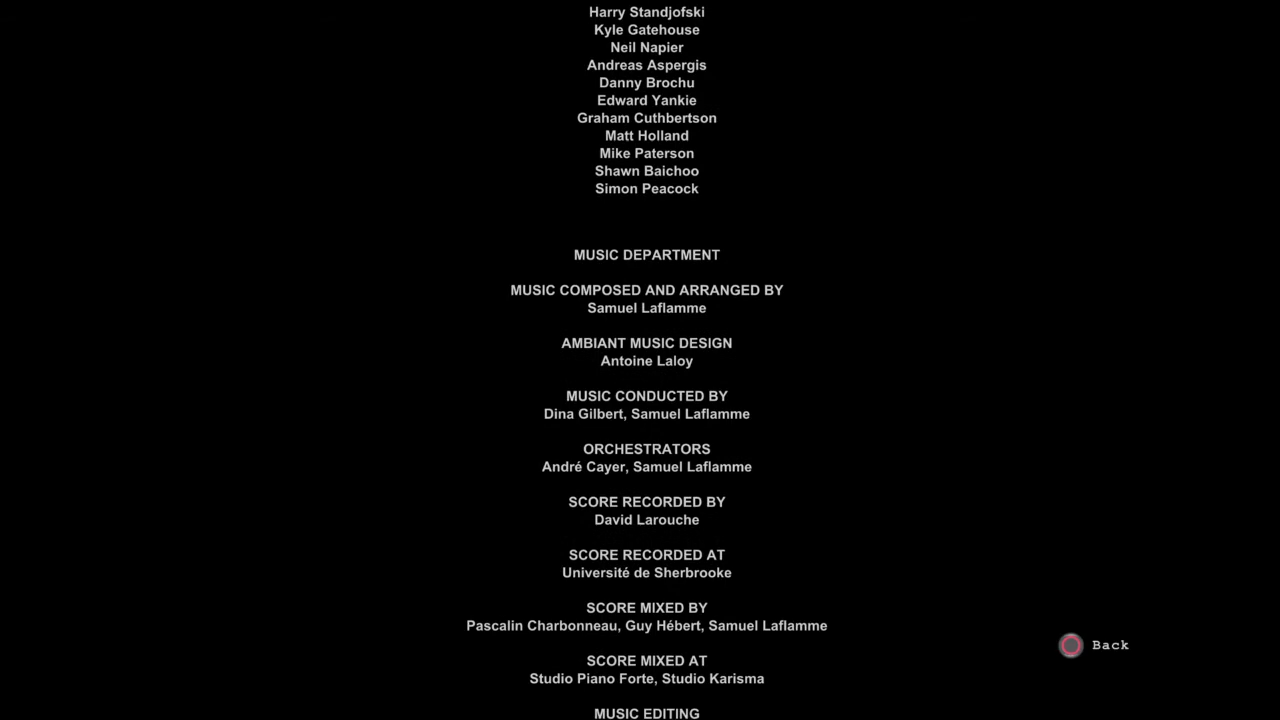 Harry Standjofski
Kyle Gatehouse
Neil Napier
Andreas Aspergis
Danny Brochu
Edward Yankie
Graham Cuthbertson
Matt Holland
Mike Paterson
Shawn Baichoo
Simon Peacock
MUSIC DEPARTMENT
MUSIC COMPOSED AND ARRANGED BY
Samuel Laflamme
AMBIANT MUSIC DESIGN
Antoine Laloy
MUSIC CONDUCTED BY
Dina Gilbert, Samuel Laflamme
ORCHESTRATORS
André Cayer, Samuel Laflamme
SCORE RECORDED BY
David Larouche
SCORE RECORDED AT
Université de Sherbrooke
SCORE MIXED BY
Pascalin Charbonneau, Guy Hébert, Samuel Laflamme
Back
SCORE MIXED AT
Studio Piano Forte, Studio Karisma
MUSIC EDITING